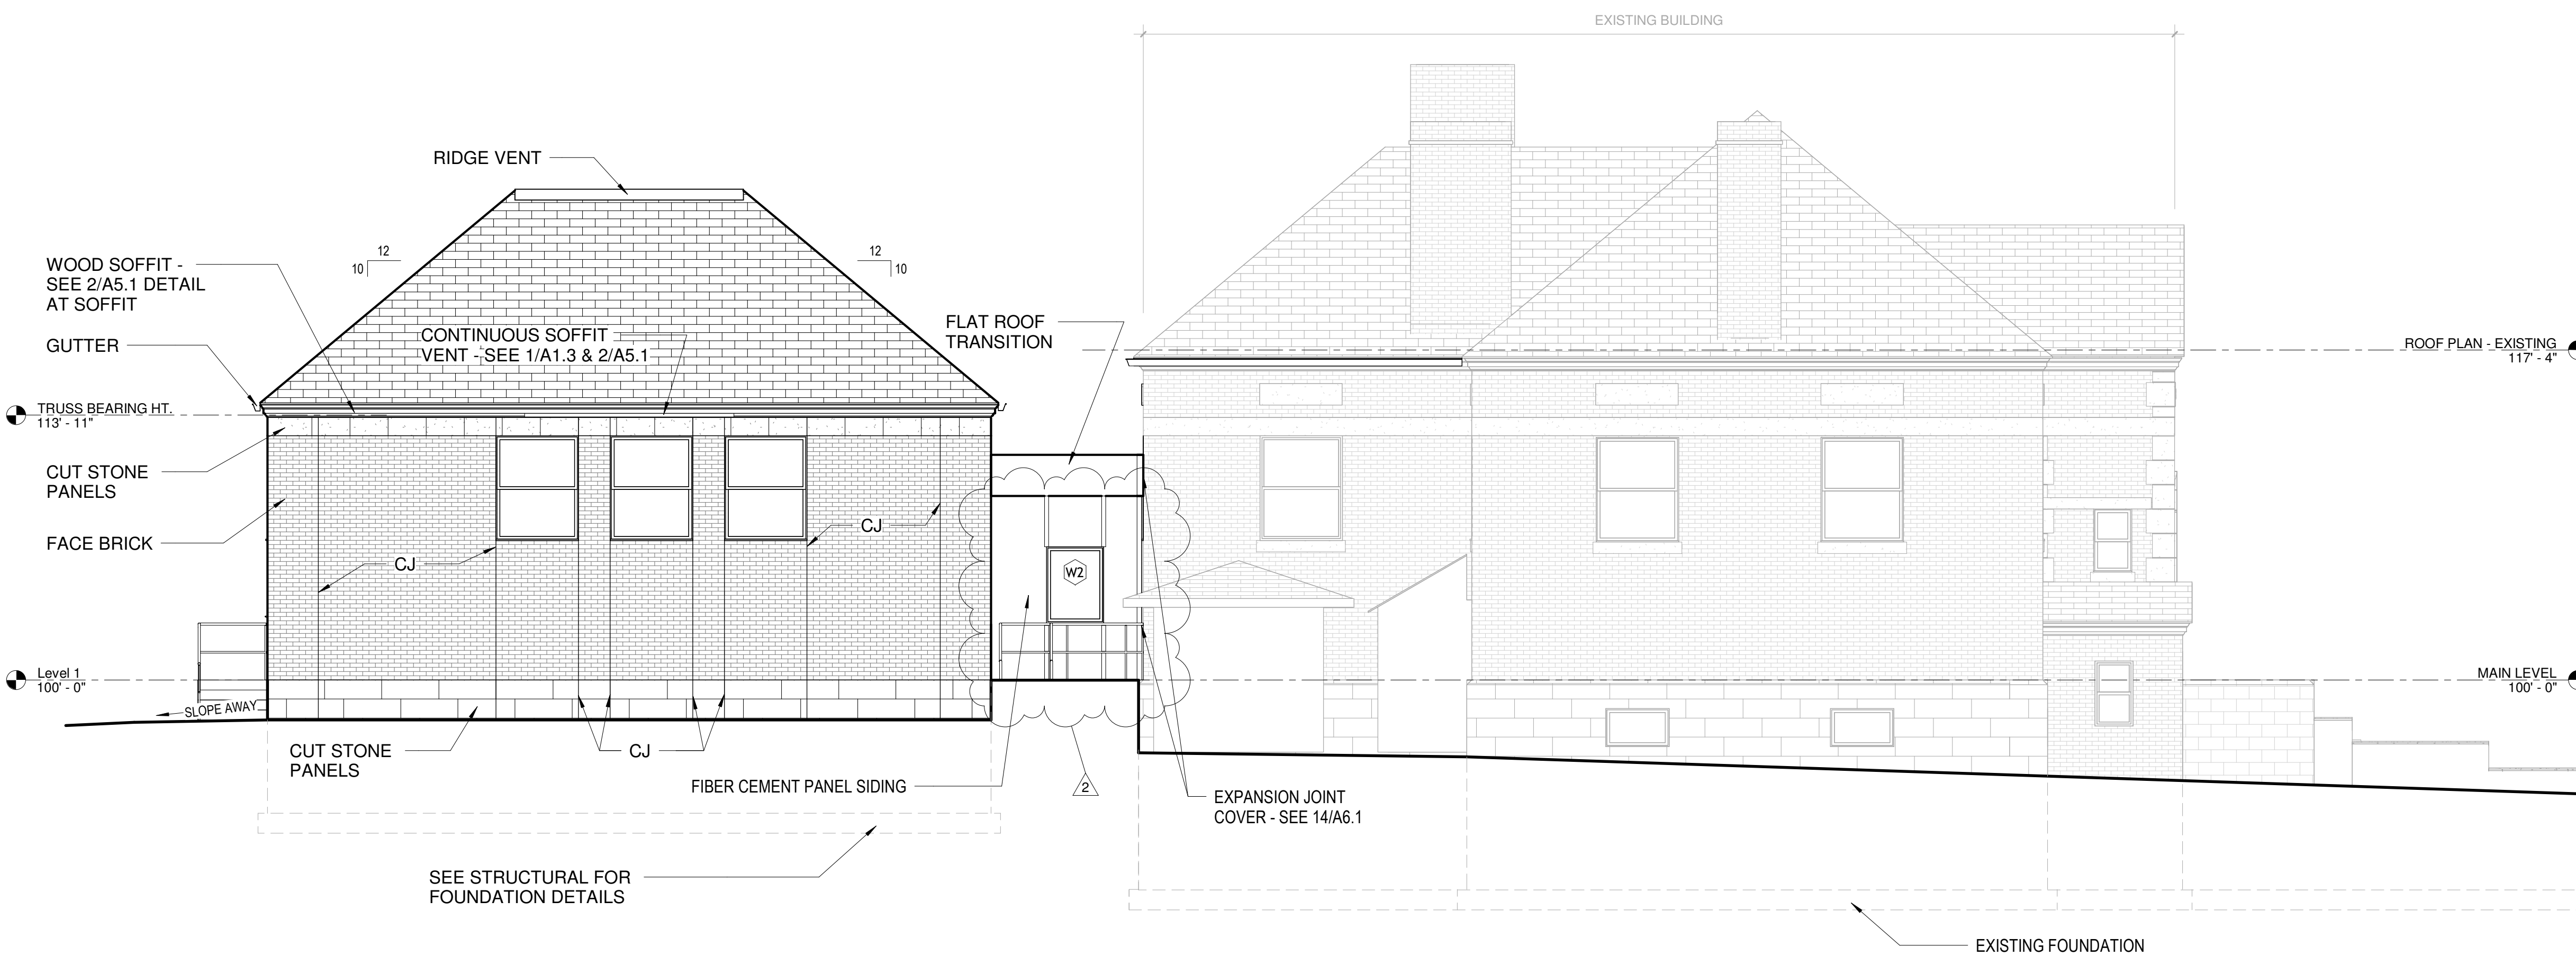 EXISTING BUILDING
RIDGE VENT
12
10
12
10
WOOD SOFFIT -
SEE 2/A5.1 DETAIL
AT SOFFIT
GUTTER
CONTINUOUS SOFFIT
VENT - SEE 1/A1.3 & 2/A5.1
FLAT ROOF
TRANSITION
ROOF PLAN - EXISTING
117' - 4"
TRUSS BEARING HT.
113' - 11"
CUT STONE
PANELS
FACE BRICK
CJ
CJ
W2
Level 1
100' - 0"
MAIN LEVEL
100' - 0"
SLOPE AWAY
CUT STONE
PANELS
CJ
FIBER CEMENT PANEL SIDING
2
EXPANSION JOINT
COVER - SEE 14/A6.1
SEE STRUCTURAL FOR
FOUNDATION DETAILS
EXISTING FOUNDATION